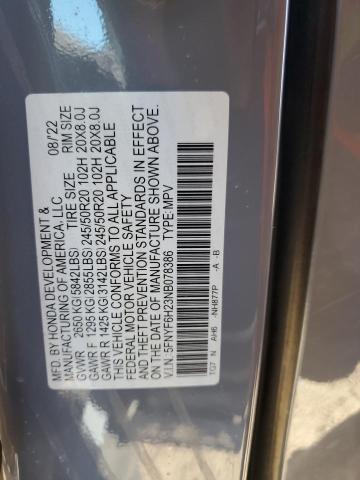 MFD BY HONDA DEVELOPMENT & 08/22
MANUFACTURING OF AMERICA, LLC
GVWR 2650 KG(5842LBS) TIRE SIZE RIM SIZE
GAWR F 1295 KG(2855LBS) 245/50R20 102H 20X8.0J
GAWR R 1425 KG(3142LBS) 245/50R20 102H 20X8.0J
THIS VEHICLE CONFORMS TO ALL APPLICABLE
FEDERAL MOTOR VEHICLE SAFETY
AND THEFT PREVENTION STANDARDS IN EFFECT
ON THE DATE OF MANUFACTURE SHOWN ABOVE.
V.I.N.:5FNYF6H23NB078386 TYPE:MPV
TG7 N AH6 -NH877P -A -B